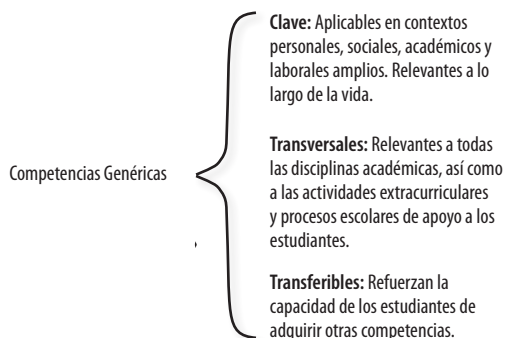 Clave: Aplicables en contextos
personales, sociales, académicos y
laborales amplios. Relevantes a lo
largo de la vida.
Competencias Genéricas
Transversales: Relevantes a todas
las disciplinas académicas, así como
a las actividades extracurriculares
y procesos escolares de apoyo a los
estudiantes.
Transferibles: Refuerzan la
capacidad de los estudiantes de
adquirir otras competencias.